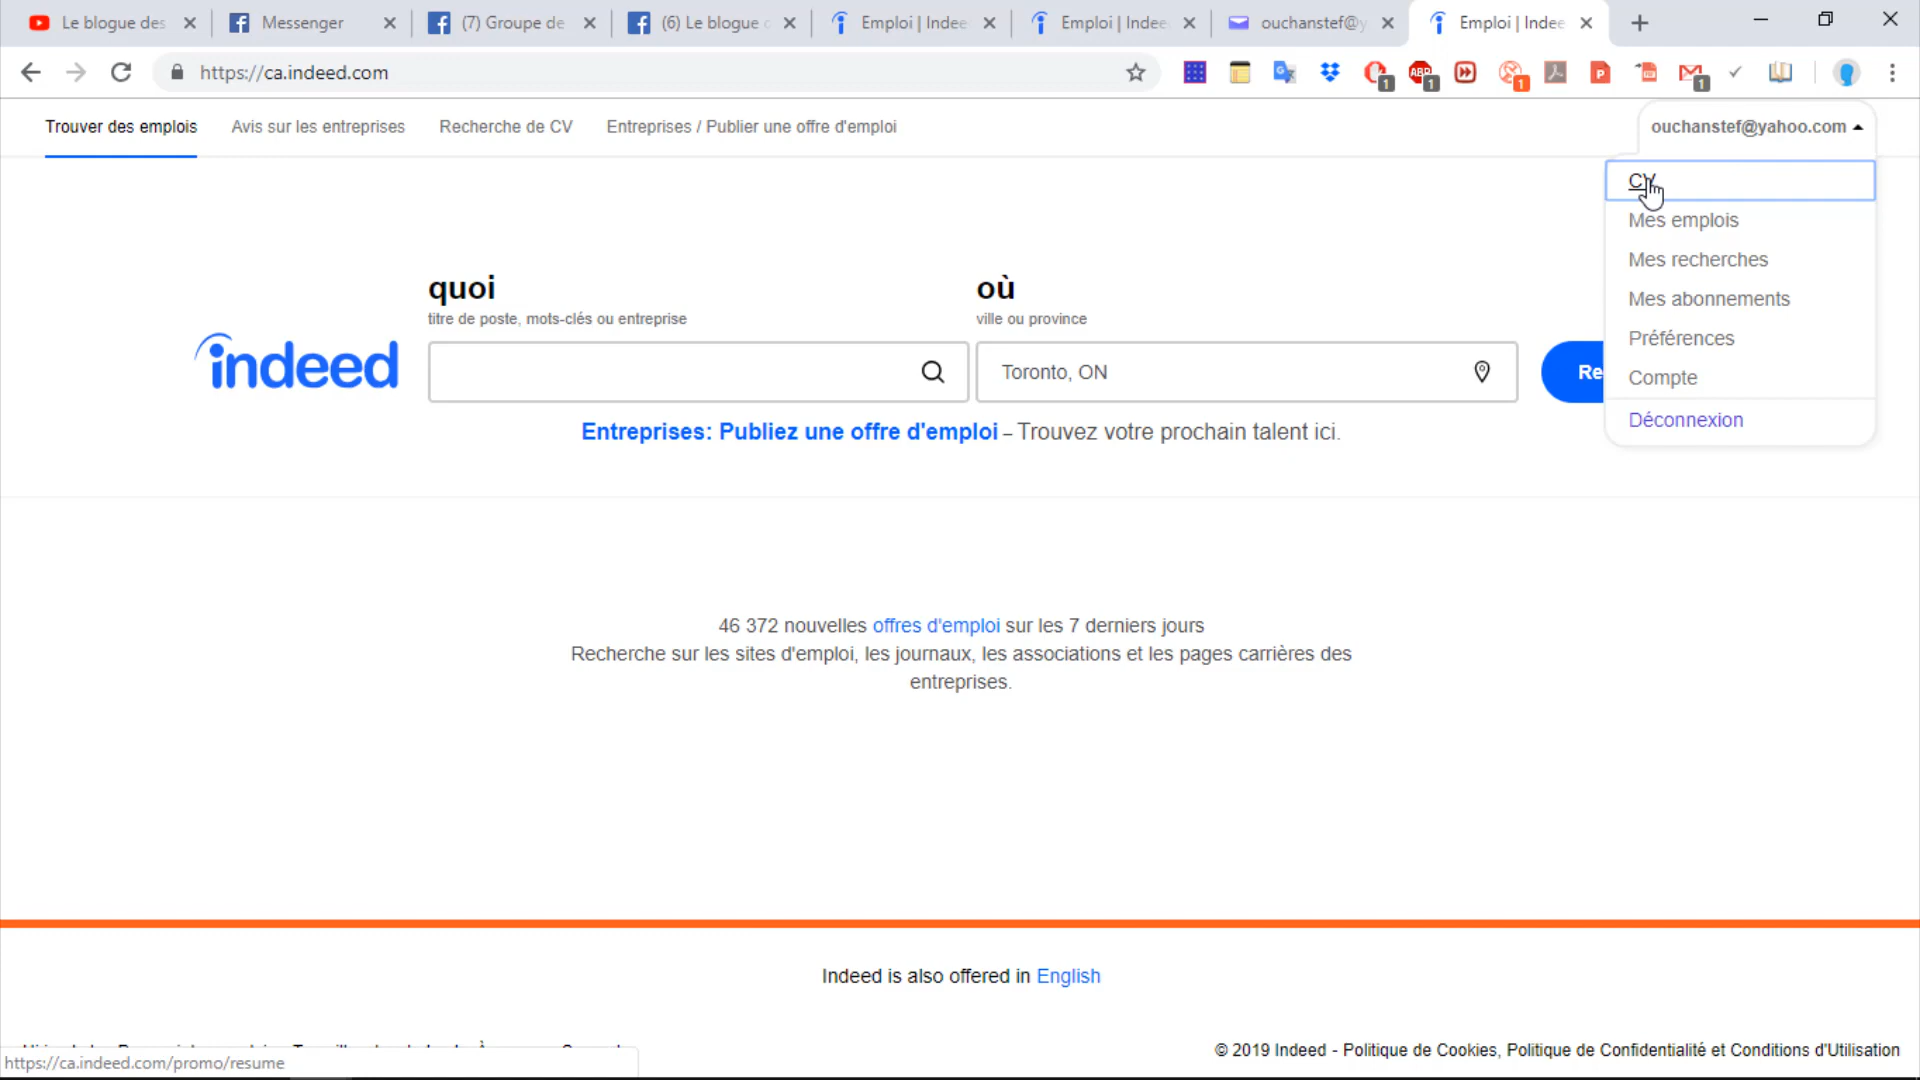 Le blogue des
Messenger
(7) Groupe de
(6) Le blogue
Emploi | Indee
Emploi | Indee
ouchanstef@y
Emploi | Indee
https://ca.indeed.com
Trouver des emplois
Avis sur les entreprises
Recherche de CV
Entreprises / Publier une offre d'emploi
ouchanstef@yahoo.com
CV
Mes emplois
Mes recherches
Mes abonnements
Préférences
Compte
Déconnexion
quoi
titre de poste, mots-clés ou entreprise
où
ville ou province
indeed
Toronto, ON
Re
Entreprises: Publiez une offre d'emploi – Trouvez votre prochain talent ici.
46 372 nouvelles offres d'emploi sur les 7 derniers jours
Recherche sur les sites d'emploi, les journaux, les associations et les pages carrières des
entreprises.
Indeed is also offered in English
https://ca.indeed.com/promo/resume
© 2019 Indeed - Politique de Cookies, Politique de Confidentialité et Conditions d'Utilisation